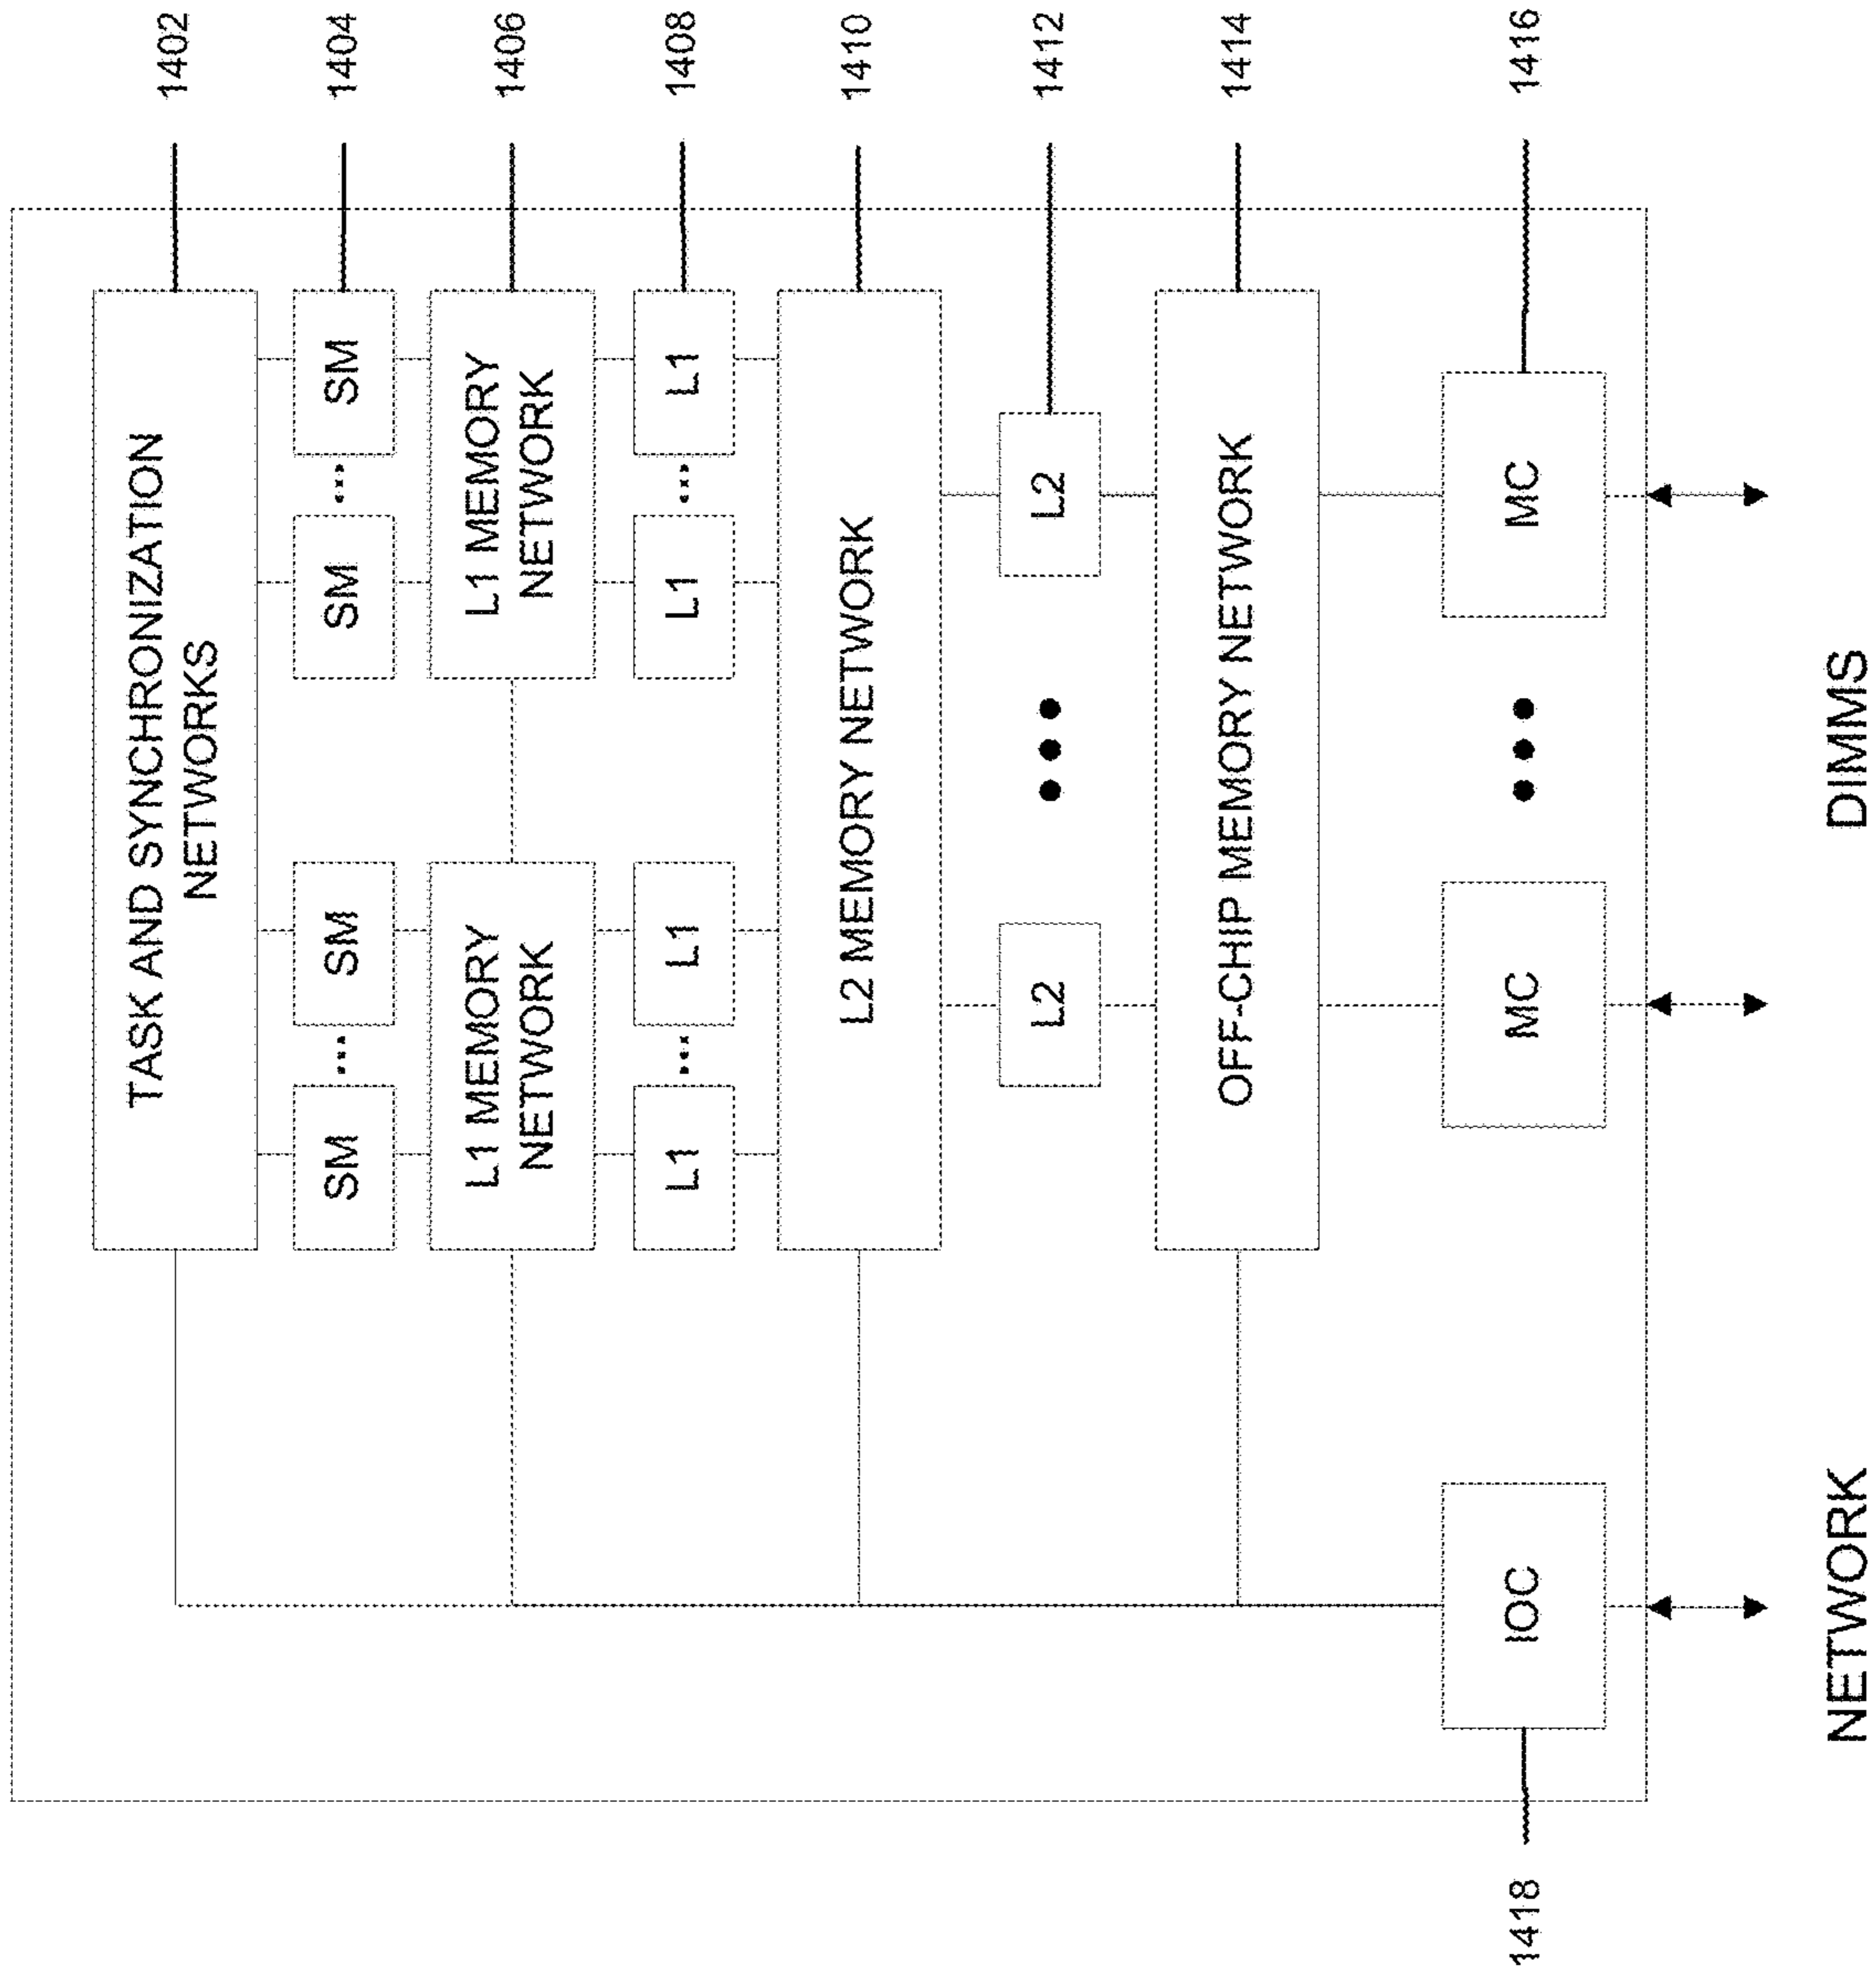 TASK AND SYNCHRONIZATION
NETWORKS
1402
SM
...
SM
SM
...
SM
1404
L1 MEMORY
NETWORK
L1 MEMORY
NETWORK
1406
L1
...
L1
L1
...
L1
1408
L2 MEMORY NETWORK
1410
L2
L2
1412
OFF-CHIP MEMORY NETWORK
1414
1418
IOC
MC
MC
1416
NETWORK
DIMMS